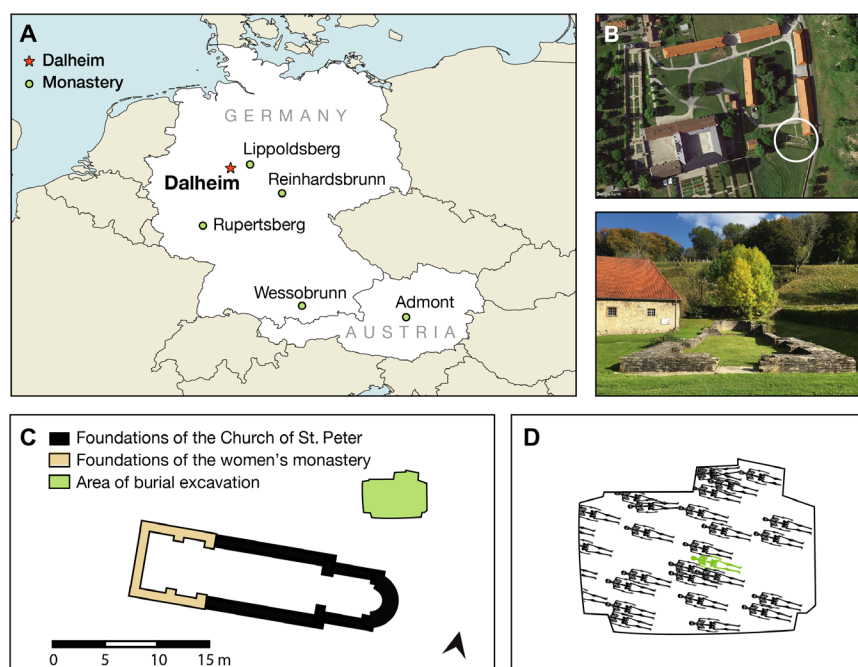 A
Dalheim
Monastery
GERMANY
Lippoldsberg
Dalheim
Reinhardsbrunn
Rupertsberg
Wessobrunn
Admont
AUSTRIA
B
C
Foundations of the Church of St. Peter
Foundations of the women's monastery
Area of burial excavation
0 5 10 15 m
D